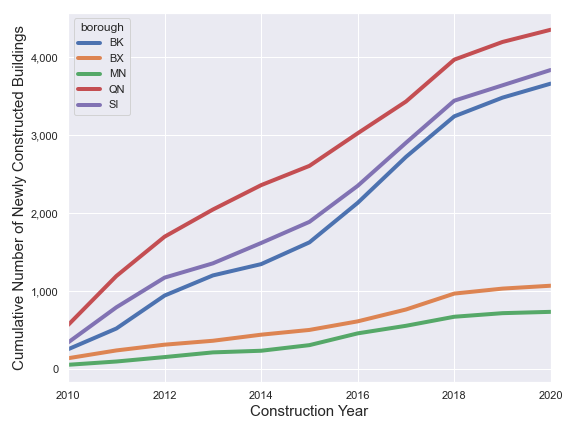 borough
BK
BX
MN
QN
SI
Cumulative Number of Newly Constructed Buildings
4,000
3,000
2,000
1,000
0
2010 2012 2014 2016 2018 2020
Construction Year